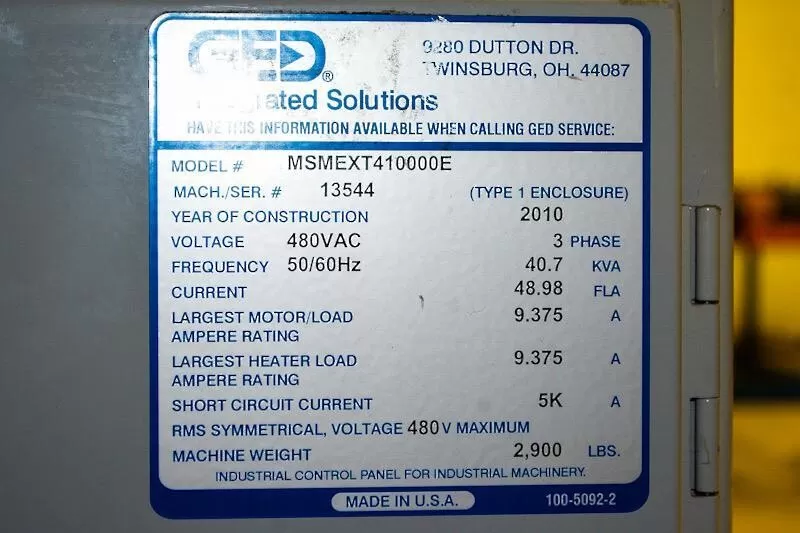 GED®
9280 DUTTON DR.
TWINSBURG, OH. 44087
Integrated Solutions
HAVE THIS INFORMATION AVAILABLE WHEN CALLING GED SERVICE:
MODEL # MSMEXT410000E
MACH./SER. # 13544 (TYPE 1 ENCLOSURE)
YEAR OF CONSTRUCTION 2010
VOLTAGE 480VAC 3 PHASE
FREQUENCY 50/60Hz 40.7 KVA
CURRENT 48.98 FLA
LARGEST MOTOR/LOAD 9.375 A
AMPERE RATING
LARGEST HEATER LOAD 9.375 A
AMPERE RATING
SHORT CIRCUIT CURRENT 5K A
RMS SYMMETRICAL, VOLTAGE 480V MAXIMUM
MACHINE WEIGHT 2,900 LBS.
INDUSTRIAL CONTROL PANEL FOR INDUSTRIAL MACHINERY.
MADE IN U.S.A. 100-5092-2